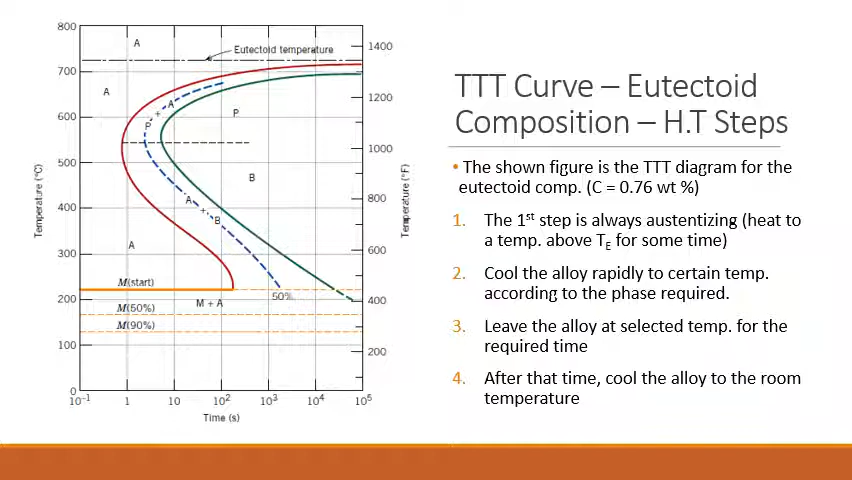 TTT Curve – Eutectoid
Composition – H.T Steps
• The shown figure is the TTT diagram for the
eutectoid comp. (C = 0.76 wt %)
1. The 1st step is always austentizing (heat to
a temp. above TE for some time)
2. Cool the alloy rapidly to certain temp.
according to the phase required.
3. Leave the alloy at selected temp. for the
required time
4. After that time, cool the alloy to the room
temperature
800
700
600
500
400
300
200
100
0
Temperature (°C)
A
Eutectoid temperature
A
P + A
P
B
A + B
A
M(start)
M + A
50%
M(50%)
M(90%)
1400
1200
1000
800
600
400
200
Temperature (°F)
10-1
1
10
102
103
104
105
Time (s)